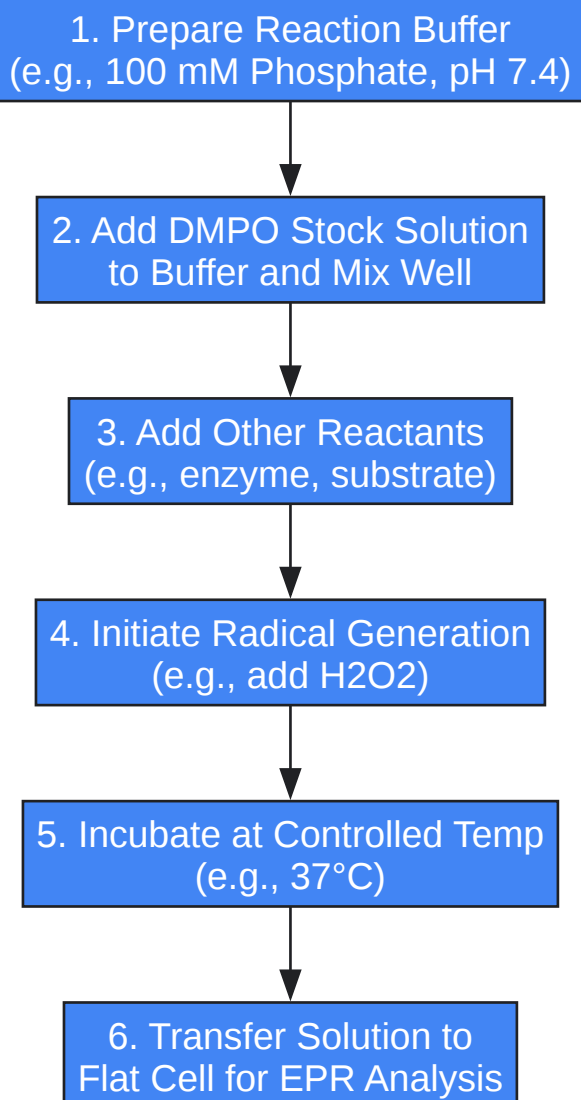 1. Prepare Reaction Buffer
(e.g., 100 mM Phosphate, pH 7.4)
2. Add DMPO Stock Solution
to Buffer and Mix Well
3. Add Other Reactants
(e.g., enzyme, substrate)
4. Initiate Radical Generation
(e.g., add H2O2)
5. Incubate at Controlled Temp
(e.g., 37°C)
6. Transfer Solution to
Flat Cell for EPR Analysis